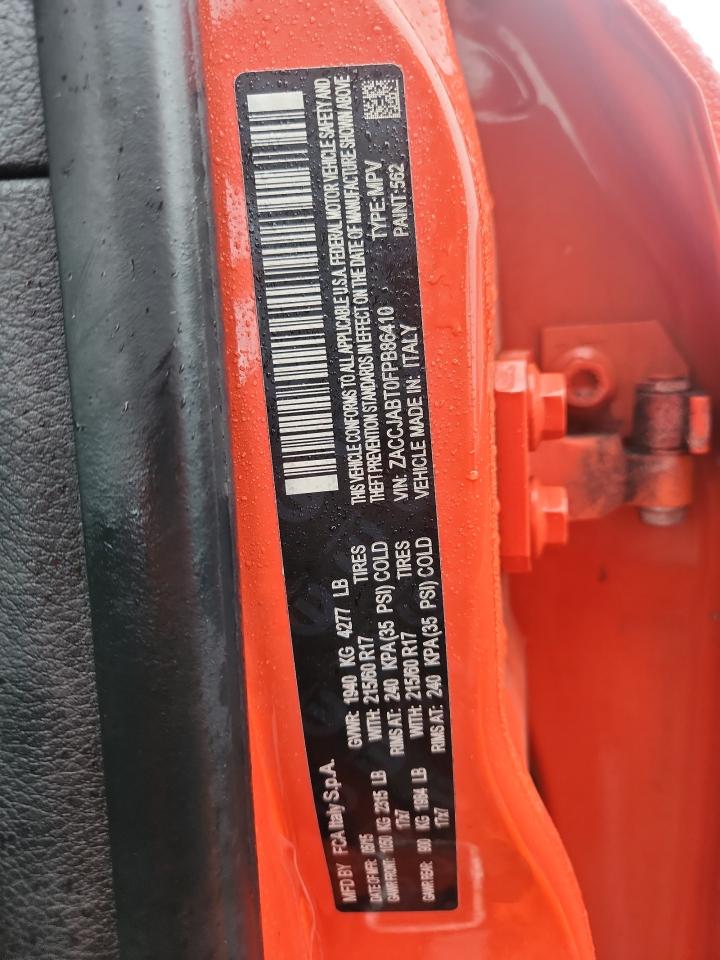 MFD BY FCA Italy S.p.A.
DATE OF MFR: 05/15 GVWR: 1940 KG 4277 LB
GAWR FRONT: 1050 KG 2315 LB WITH: 215/60 R17 TIRES
17x7 RIMS AT: 240 KPA(35 PSI) COLD
GAWR REAR: 900 KG 1984 LB WITH: 215/60 R17 TIRES
17x7 RIMS AT: 240 KPA(35 PSI) COLD
THIS VEHICLE CONFORMS TO ALL APPLICABLE U.S.A. FEDERAL MOTOR VEHICLE SAFETY AND
THEFT PREVENTION STANDARDS IN EFFECT ON THE DATE OF MANUFACTURE SHOWN ABOVE
VIN: ZACCJABT0FPB86410 TYPE: MPV
VEHICLE MADE IN: ITALY PAINT: 562